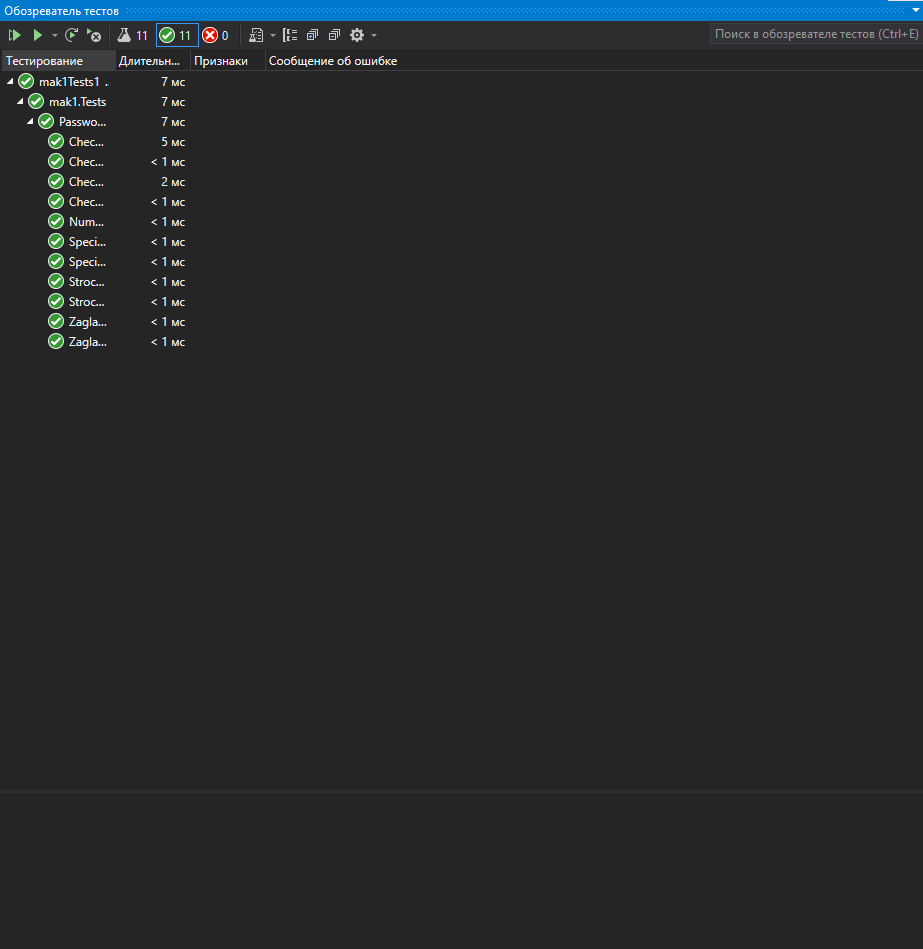 Обозреватель тестов
11 11 0 Поиск в обозревателе тестов (Ctrl+E)
Тестирование Длительн... Признаки Сообщение об ошибке
mak1Tests1 .. 7 мс
mak1.Tests 7 мс
Passwo... 7 мс
Chec... 5 мс
Chec... < 1 мс
Chec... 2 мс
Chec... < 1 мс
Num... < 1 мс
Speci... < 1 мс
Speci... < 1 мс
Stroc... < 1 мс
Stroc... < 1 мс
Zagla... < 1 мс
Zagla... < 1 мс